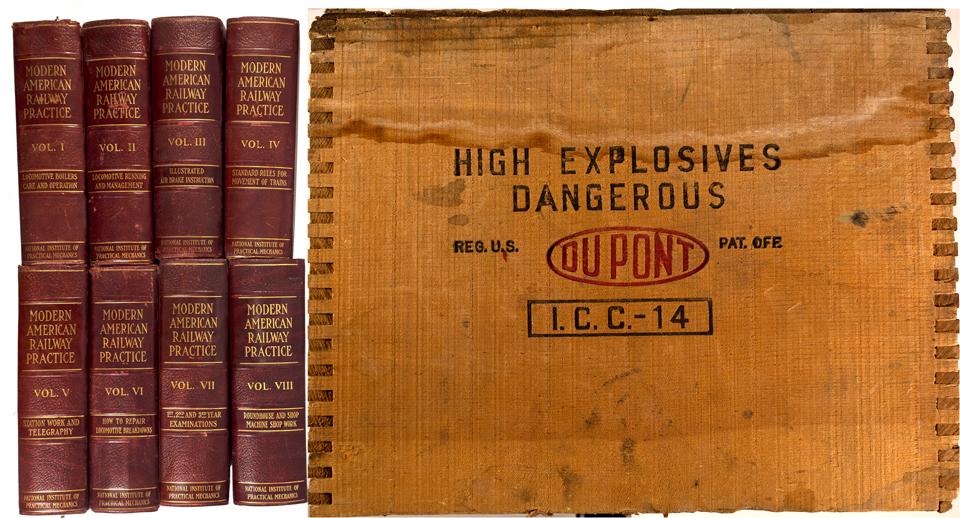 MODERN
AMERICAN
RAILWAY
PRACTICE
VOL. I
LOCOMOTIVE BOILERS
CARE AND OPERATION
NATIONAL INSTITUTE OF
PRACTICAL MECHANICS
MODERN
AMERICAN
RAILWAY
PRACTICE
VOL. II
LOCOMOTIVE RUNNING
AND MANAGEMENT
NATIONAL INSTITUTE OF
PRACTICAL MECHANICS
MODERN
AMERICAN
RAILWAY
PRACTICE
VOL. III
ILLUSTRATED
AIR BRAKE INSTRUCTION
NATIONAL INSTITUTE OF
PRACTICAL MECHANICS
MODERN
AMERICAN
RAILWAY
PRACTICE
VOL. IV
STANDARD RULES FOR
MOVEMENT OF TRAINS
NATIONAL INSTITUTE OF
PRACTICAL MECHANICS
MODERN
AMERICAN
RAILWAY
PRACTICE
VOL. V
STATION WORK AND
TELEGRAPHY
NATIONAL INSTITUTE OF
PRACTICAL MECHANICS
MODERN
AMERICAN
RAILWAY
PRACTICE
VOL. VI
HOW TO REPAIR
LOCOMOTIVE BREAKDOWNS
NATIONAL INSTITUTE OF
PRACTICAL MECHANICS
MODERN
AMERICAN
RAILWAY
PRACTICE
VOL. VII
1ST, 2ND AND 3RD YEAR
EXAMINATIONS
NATIONAL INSTITUTE OF
PRACTICAL MECHANICS
MODERN
AMERICAN
RAILWAY
PRACTICE
VOL. VIII
ROUNDHOUSE AND SHOP
MACHINE SHOP WORK
NATIONAL INSTITUTE OF
PRACTICAL MECHANICS
HIGH EXPLOSIVES
DANGEROUS
REG. U.S. DU PONT PAT. OFF.
I. C. C.-14